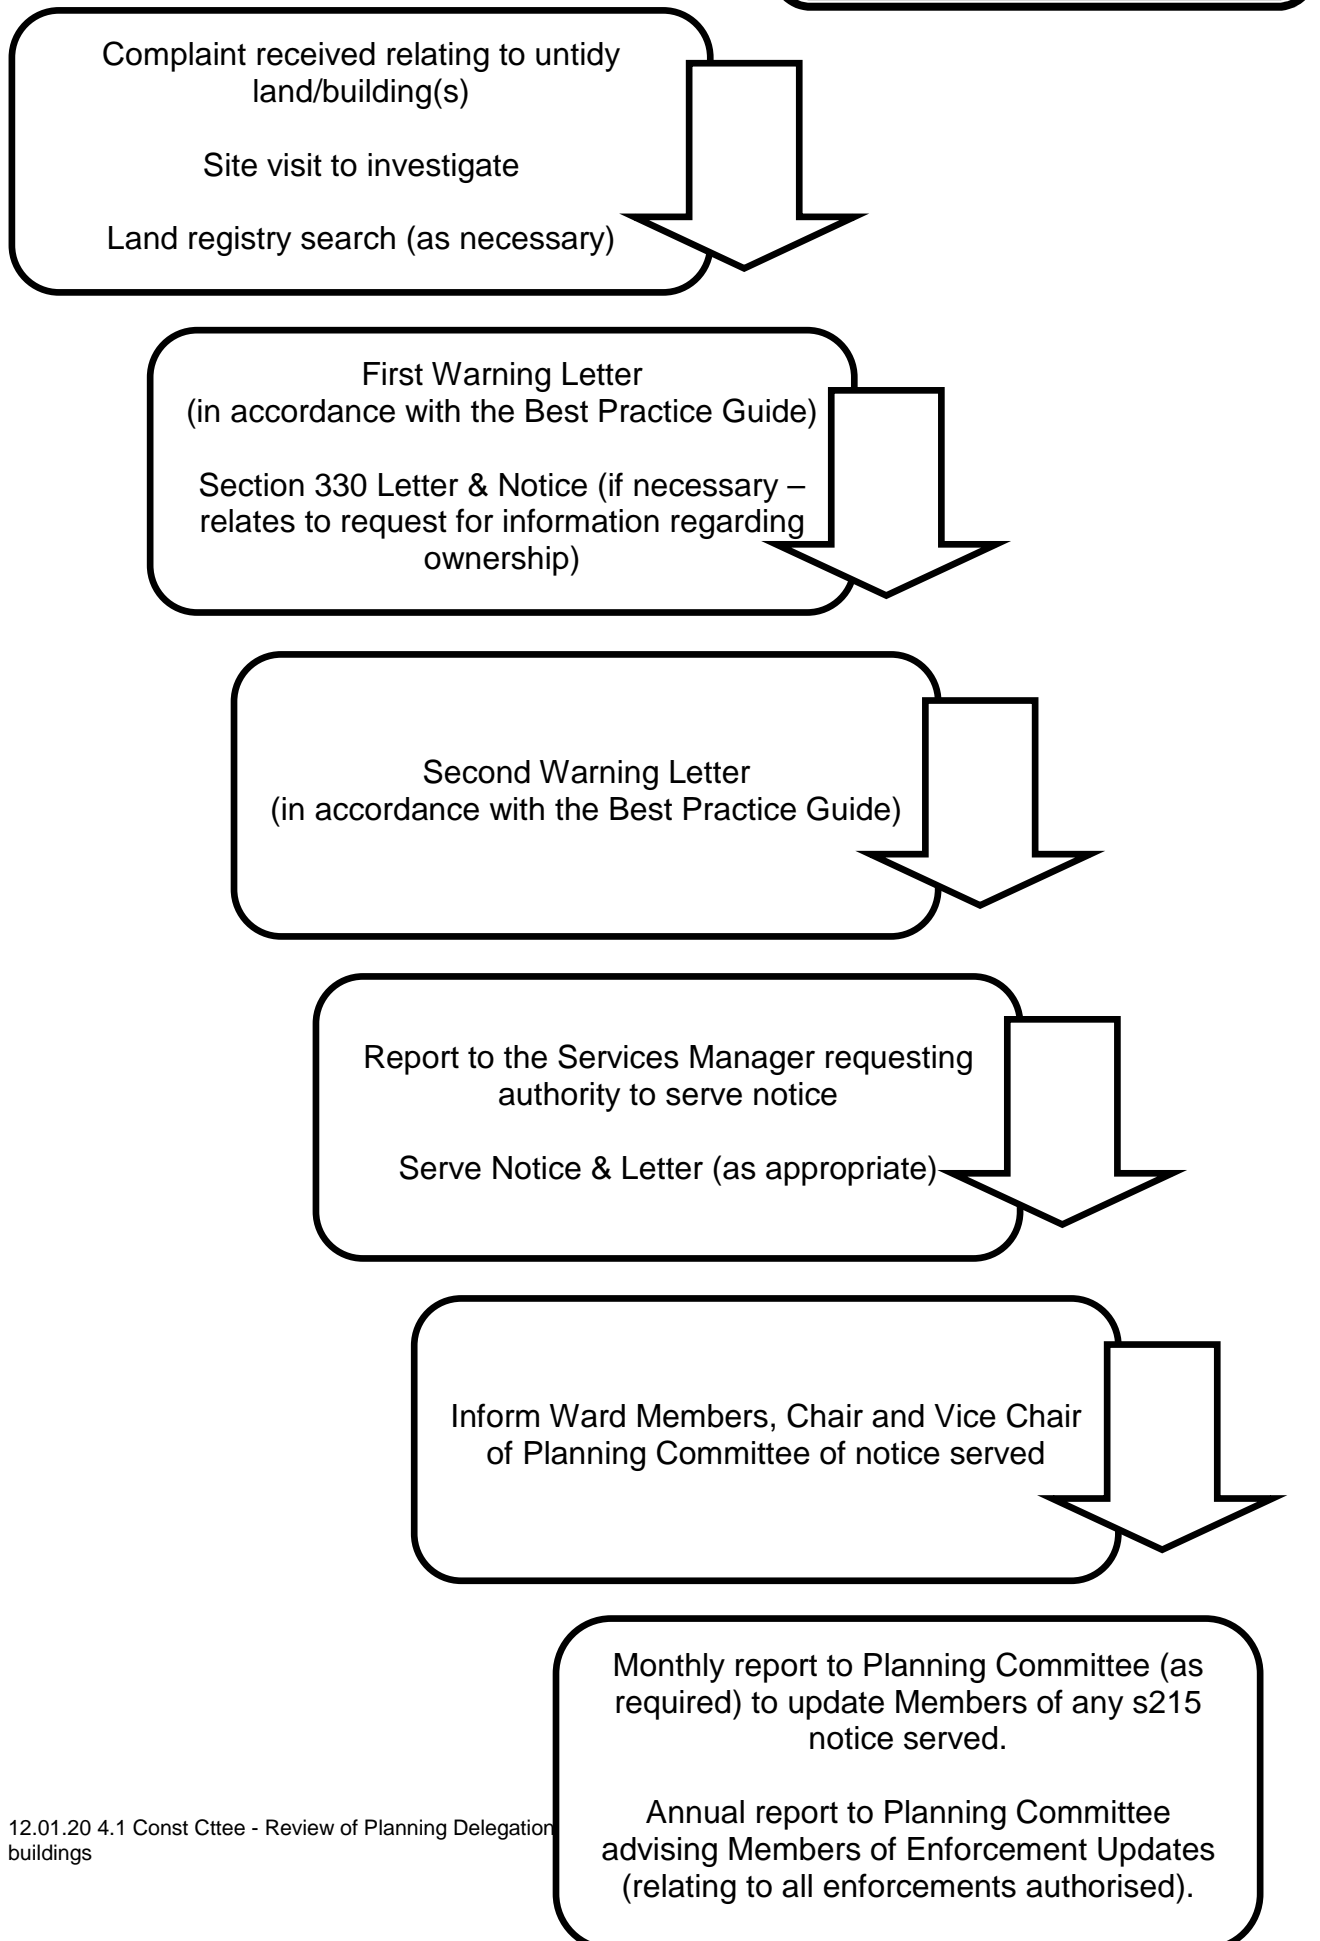 Complaint received relating to untidy
land/building(s)
Site visit to investigate
Land registry search (as necessary)
First Warning Letter
(in accordance with the Best Practice Guide)
Section 330 Letter & Notice (if necessary –
relates to request for information regarding
ownership)
Second Warning Letter
(in accordance with the Best Practice Guide)
Report to the Services Manager requesting
authority to serve notice
Serve Notice & Letter (as appropriate)
Inform Ward Members, Chair and Vice Chair
of Planning Committee of notice served
Monthly report to Planning Committee (as
required) to update Members of any s215
notice served.
Annual report to Planning Committee
advising Members of Enforcement Updates
(relating to all enforcements authorised).
12.01.20 4.1 Const Cttee - Review of Planning Delegation
buildings